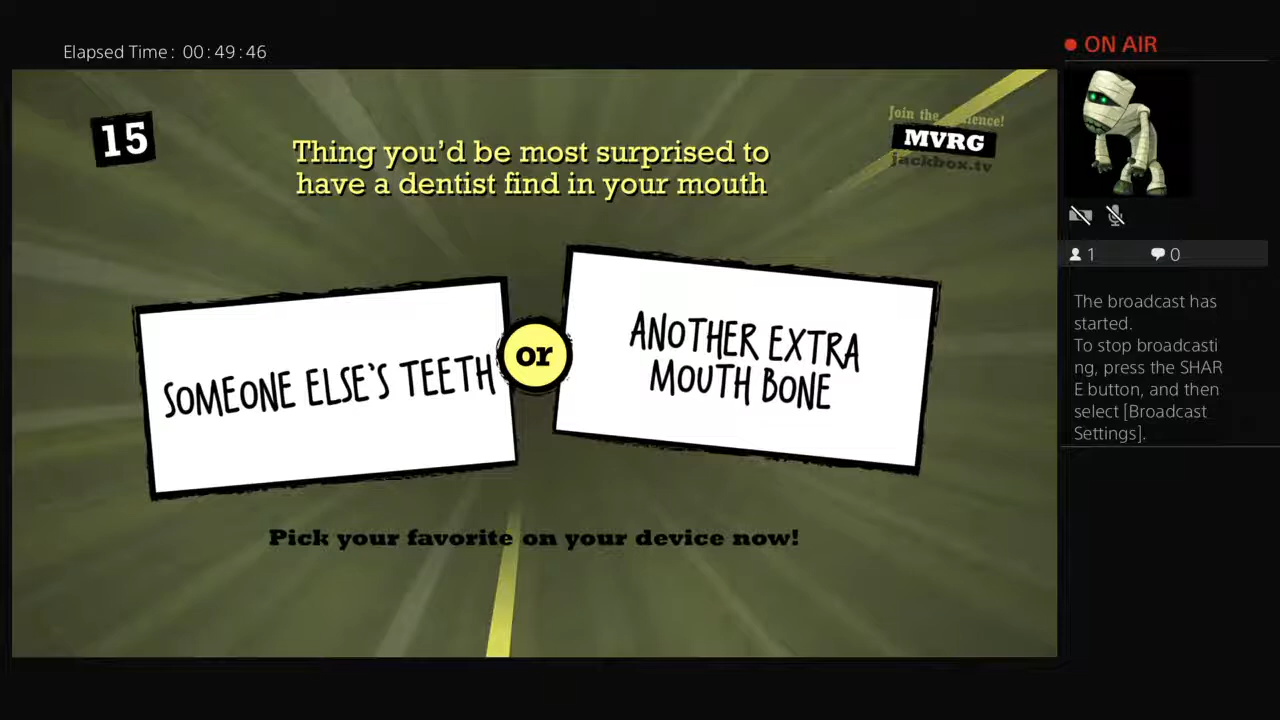 Elapsed Time: 00:49:46
ON AIR
15
Join the audience!
MVRG
jackbox.tv
Thing you'd be most surprised to
have a dentist find in your mouth
SOMEONE ELSE'S TEETH
or
ANOTHER EXTRA
MOUTH BONE
Pick your favorite on your device now!
1
0
The broadcast has
started.
To stop broadcasti
ng, press the SHAR
E button, and then
select [Broadcast
Settings].